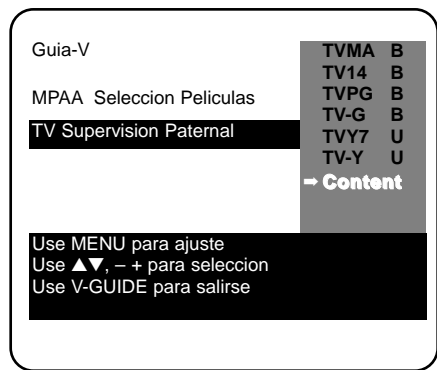 Guia-V
MPAA Seleccion Peliculas
TV Supervision Paternal
TVMA B
TV14 B
TVPG B
TV-G B
TVY7 U
TV-Y U
➡ Content
Use MENU para ajuste
Use ▲▼, – + para seleccion
Use V-GUIDE para salirse